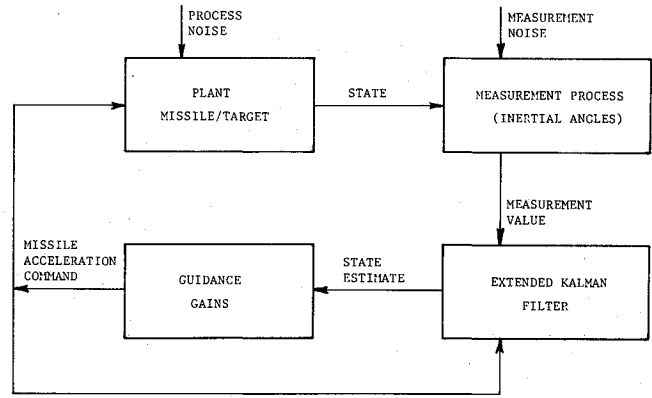 PROCESS
NOISE
MEASUREMENT
NOISE
PLANT
MISSILE/TARGET
STATE
MEASUREMENT PROCESS
(INERTIAL ANGLES)
MEASUREMENT
VALUE
MISSILE
ACCELERATION
COMMAND
GUIDANCE
GAINS
STATE
ESTIMATE
EXTENDED KALMAN
FILTER